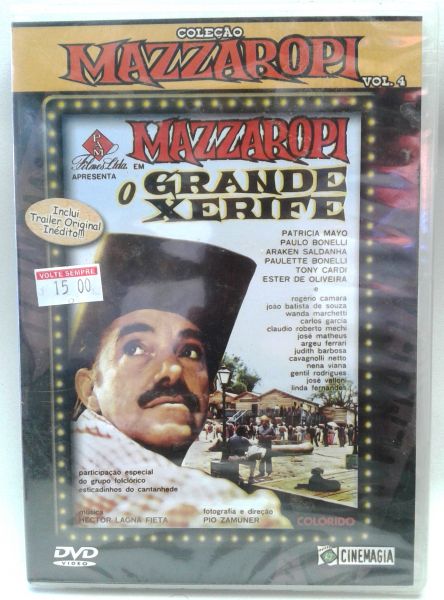 COLEÇÃO
MAZZAROPI
VOL. 4
PAM
Filmes Ltda.
APRESENTA
MAZZAROPI
EM
O GRANDE
XERIFE
Inclui
Trailer Original
Inédito!!!
VOLTE SEMPRE
15 00
PATRICIA MAYO
PAULO BONELLI
ARAKEN SALDANHA
PAULETTE BONELLI
TONY CARDI
ESTER DE OLIVEIRA
e
rogério camara
joão batista de souza
wanda marchetti
carlos garcia
claudio roberto mechi
josé matheus
argeu ferrari
judith barbosa
cavagnolli netto
nena viana
gentil rodrigues
josé velloni
linda fernandes
participação especial
do grupo folclórico
esticadinhos do cantanhede
música
HECTOR LAGNA FIETA
fotografia e direção
PIO ZAMUNER
COLORIDO
DVD
VIDEO
CINEMAGIA